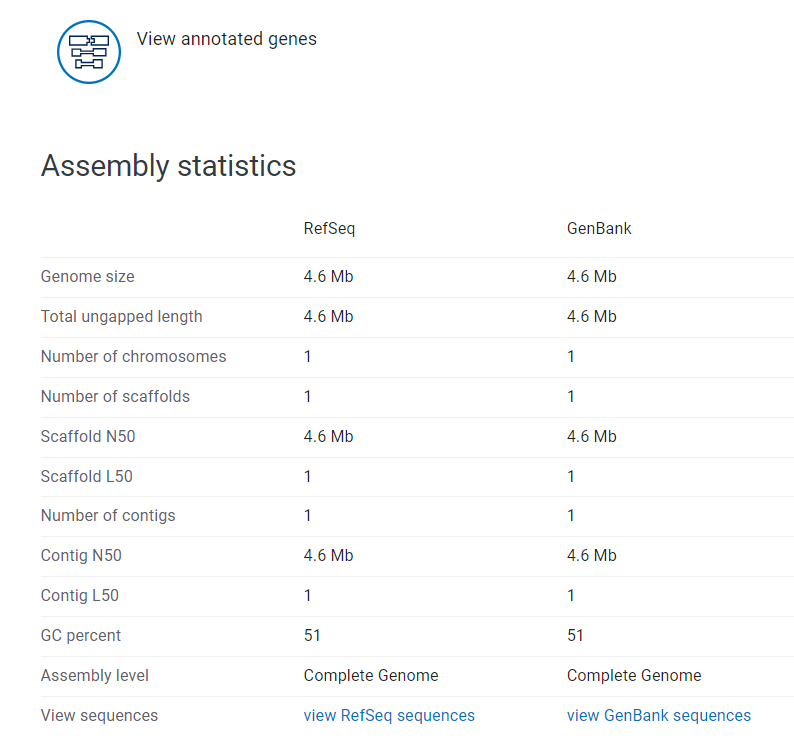 View annotated genes
Assembly statistics
RefSeq GenBank
Genome size 4.6 Mb 4.6 Mb
Total ungapped length 4.6 Mb 4.6 Mb
Number of chromosomes 1 1
Number of scaffolds 1 1
Scaffold N50 4.6 Mb 4.6 Mb
Scaffold L50 1 1
Number of contigs 1 1
Contig N50 4.6 Mb 4.6 Mb
Contig L50 1 1
GC percent 51 51
Assembly level Complete Genome Complete Genome
View sequences view RefSeq sequences view GenBank sequences